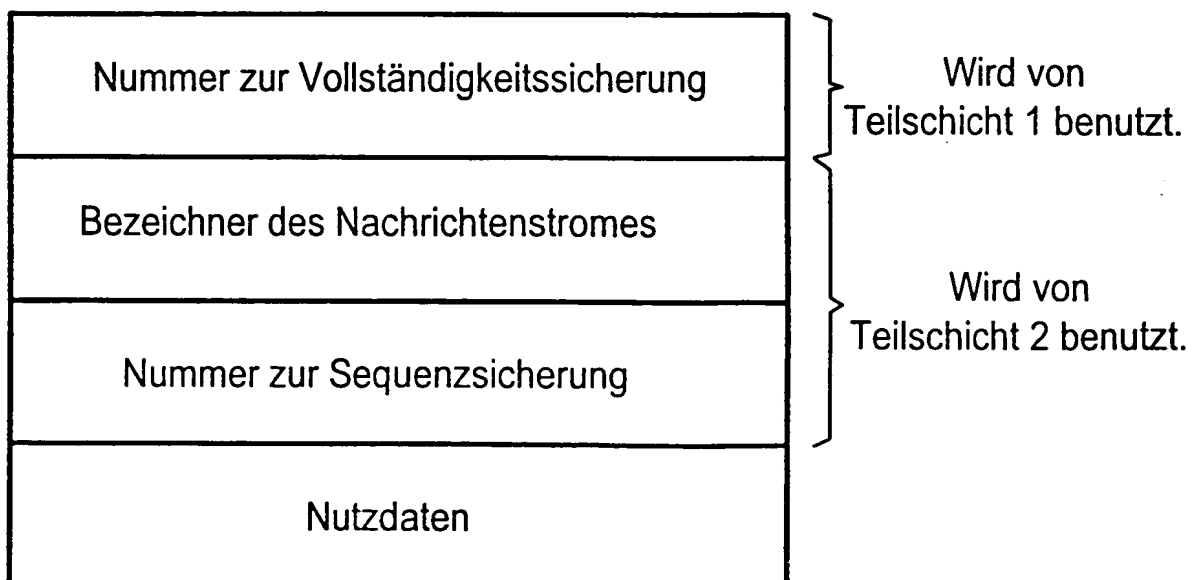 Nummer zur Vollständigkeitssicherung
Wird von
Teilschicht 1 benutzt.
Bezeichner des Nachrichtenstromes
Nummer zur Sequenzsicherung
Wird von
Teilschicht 2 benutzt.
Nutzdaten